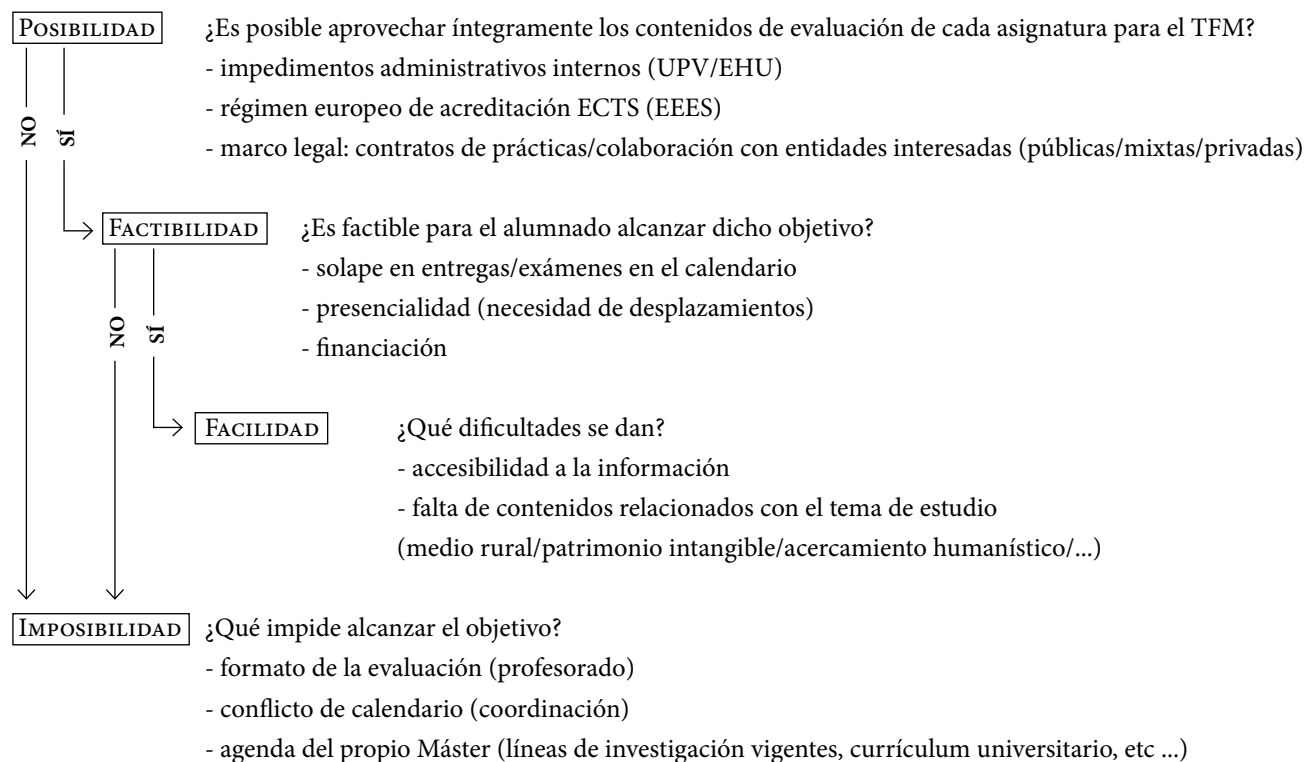 POSIBILIDAD ¿Es posible aprovechar íntegramente los contenidos de evaluación de cada asignatura para el TFM?
- impedimentos administrativos internos (UPV/EHU)
- régimen europeo de acreditación ECTS (EEES)
- marco legal: contratos de prácticas/colaboración con entidades interesadas (públicas/mixtas/privadas)
NO
SÍ
FACTIBILIDAD ¿Es factible para el alumnado alcanzar dicho objetivo?
- solape en entregas/exámenes en el calendario
- presencialidad (necesidad de desplazamientos)
- financiación
NO
SÍ
FACILIDAD ¿Qué dificultades se dan?
- accesibilidad a la información
- falta de contenidos relacionados con el tema de estudio
(medio rural/patrimonio intangible/acercamiento humanístico/...)
IMPOSIBILIDAD ¿Qué impide alcanzar el objetivo?
- formato de la evaluación (profesorado)
- conflicto de calendario (coordinación)
- agenda del propio Máster (líneas de investigación vigentes, currículum universitario, etc ...)